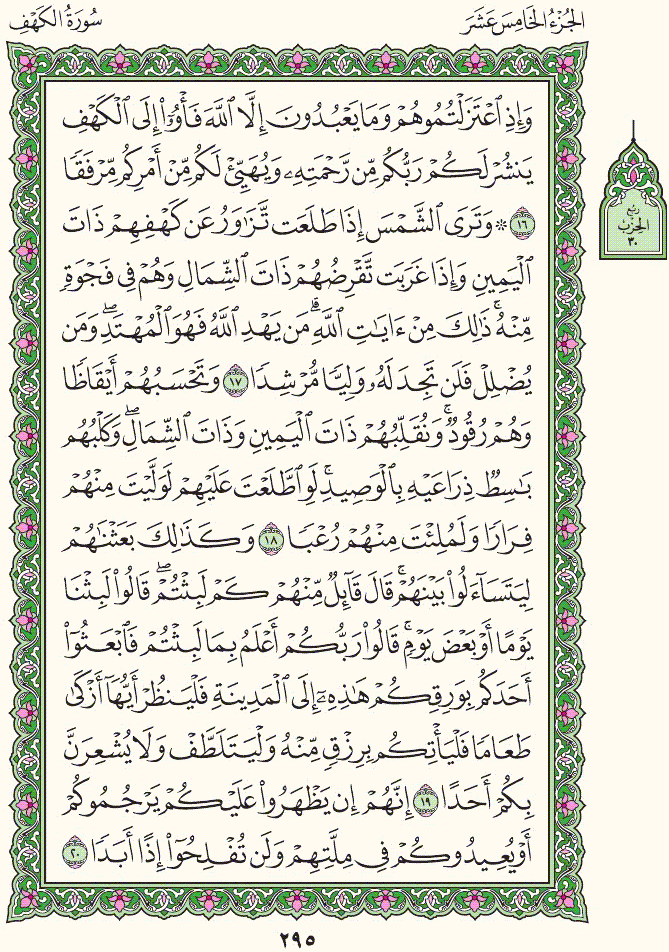 الجُزْءُ الخَامِسَ عَشَرَ
سُورَةُ الكَهْفِ
وَإِذِ ٱعْتَزَلْتُمُوهُمْ وَمَا يَعْبُدُونَ إِلَّا ٱللَّهَ فَأْوُۥٓا۟ إِلَى ٱلْكَهْفِ
يَنشُرْ لَكُمْ رَبُّكُم مِّن رَّحْمَتِهِۦ وَيُهَيِّئْ لَكُم مِّنْ أَمْرِكُم مِّرْفَقًا
١٦ ۞ وَتَرَى ٱلشَّمْسَ إِذَا طَلَعَت تَّزَٰوَرُ عَن كَهْفِهِمْ ذَاتَ
ربع
الحزب
٣٠
ٱلْيَمِينِ وَإِذَا غَرَبَت تَّقْرِضُهُمْ ذَاتَ ٱلشِّمَالِ وَهُمْ فِى فَجْوَةٍ
مِّنْهُ ۚ ذَٰلِكَ مِنْ ءَايَٰتِ ٱللَّهِ ۗ مَن يَهْدِ ٱللَّهُ فَهُوَ ٱلْمُهْتَدِ ۖ وَمَن
يُضْلِلْ فَلَن تَجِدَ لَهُۥ وَلِيًّا مُّرْشِدًا ١٧ وَتَحْسَبُهُمْ أَيْقَاظًا
وَهُمْ رُقُودٌ ۚ وَنُقَلِّبُهُمْ ذَاتَ ٱلْيَمِينِ وَذَاتَ ٱلشِّمَالِ ۖ وَكَلْبُهُم
بَٰسِطٌ ذِرَاعَيْهِ بِٱلْوَصِيدِ ۚ لَوِ ٱطَّلَعْتَ عَلَيْهِمْ لَوَلَّيْتَ مِنْهُمْ
فِرَارًا وَلَمُلِئْتَ مِنْهُمْ رُعْبًا ١٨ وَكَذَٰلِكَ بَعَثْنَٰهُمْ
لِيَتَسَآءَلُوا۟ بَيْنَهُمْ ۚ قَالَ قَآئِلٌ مِّنْهُمْ كَمْ لَبِثْتُمْ ۖ قَالُوا۟ لَبِثْنَا
يَوْمًا أَوْ بَعْضَ يَوْمٍ ۚ قَالُوا۟ رَبُّكُمْ أَعْلَمُ بِمَا لَبِثْتُمْ فَٱبْعَثُوٓا۟
أَحَدَكُم بِوَرِقِكُمْ هَٰذِهِۦٓ إِلَى ٱلْمَدِينَةِ فَلْيَنظُرْ أَيُّهَآ أَزْكَىٰ
طَعَامًا فَلْيَأْتِكُم بِرِزْقٍ مِّنْهُ وَلْيَتَلَطَّفْ وَلَا يُشْعِرَنَّ
بِكُمْ أَحَدًا ١٩ إِنَّهُمْ إِن يَظْهَرُوا۟ عَلَيْكُمْ يَرْجُمُوكُمْ
أَوْ يُعِيدُوكُمْ فِى مِلَّتِهِمْ وَلَن تُفْلِحُوٓا۟ إِذًا أَبَدًا ٢٠
٢٩٥